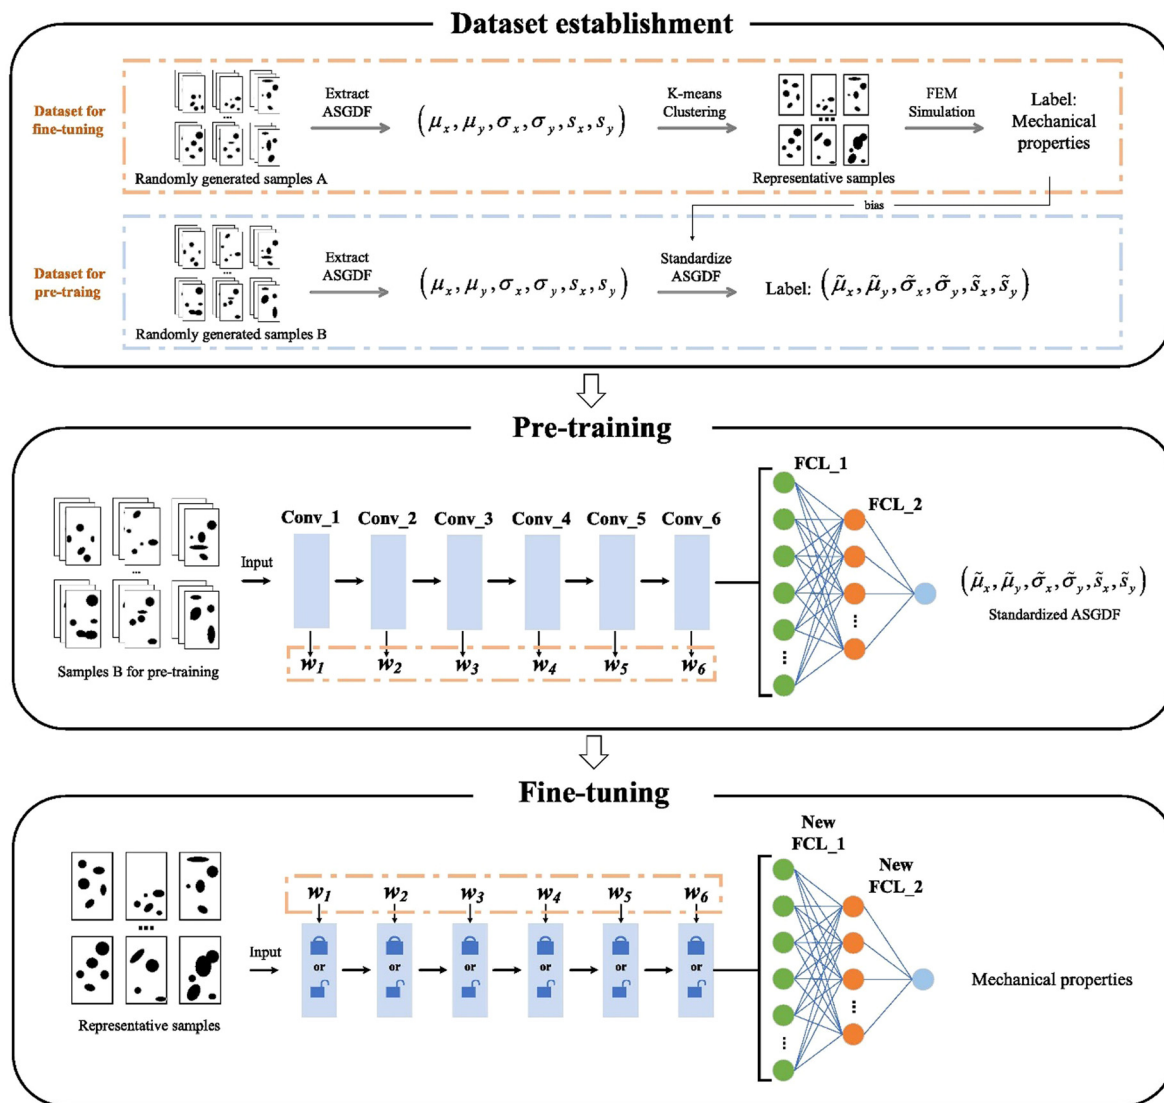 Dataset establishment
Dataset for
fine-tuning
Extract
ASGDF
(μx, μy, σx, σy, sx, sy)
K-means
Clustering
FEM
Simulation
Label:
Mechanical
properties
...
Randomly generated samples A
Representative samples
bias
Dataset for
pre-traing
Extract
ASGDF
(μx, μy, σx, σy, sx, sy)
Standardize
ASGDF
Label: (μ̃x, μ̃y, σ̃x, σ̃y, s̃x, s̃y)
...
Randomly generated samples B
Pre-training
FCL_1
FCL_2
Conv_1 Conv_2 Conv_3 Conv_4 Conv_5 Conv_6
Input
...
(μ̃x, μ̃y, σ̃x, σ̃y, s̃x, s̃y)
Standardized ASGDF
w1 w2 w3 w4 w5 w6
Samples B for pre-training
Fine-tuning
New
FCL_1
New
FCL_2
w1 w2 w3 w4 w5 w6
Input
or or or or or or
...
Mechanical properties
Representative samples